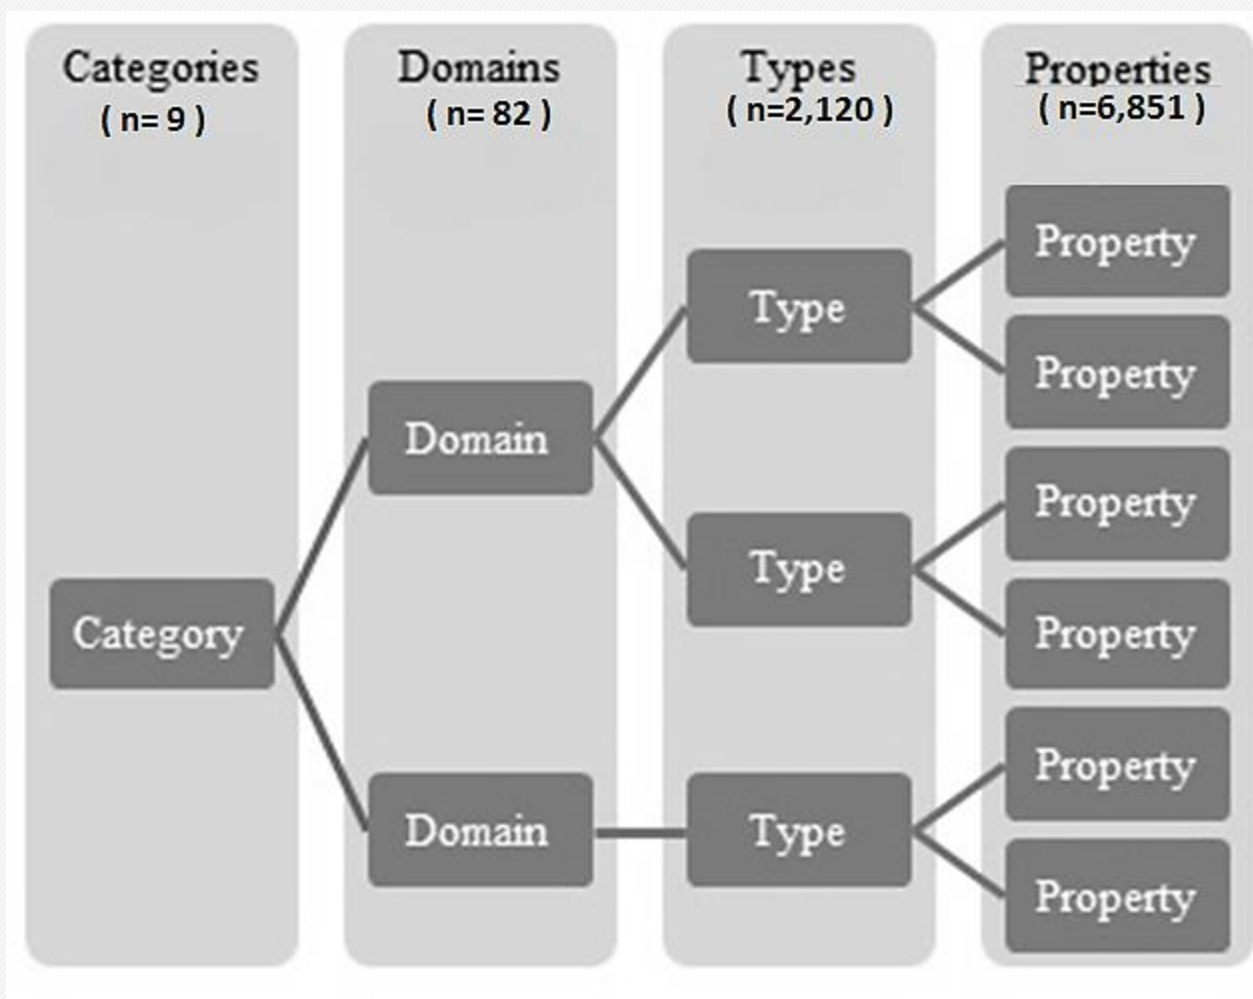 Categories
( n= 9 )
Domains
( n= 82 )
Types
( n=2,120 )
Properties
( n=6,851 )
Category
Domain
Domain
Type
Type
Type
Property
Property
Property
Property
Property
Property